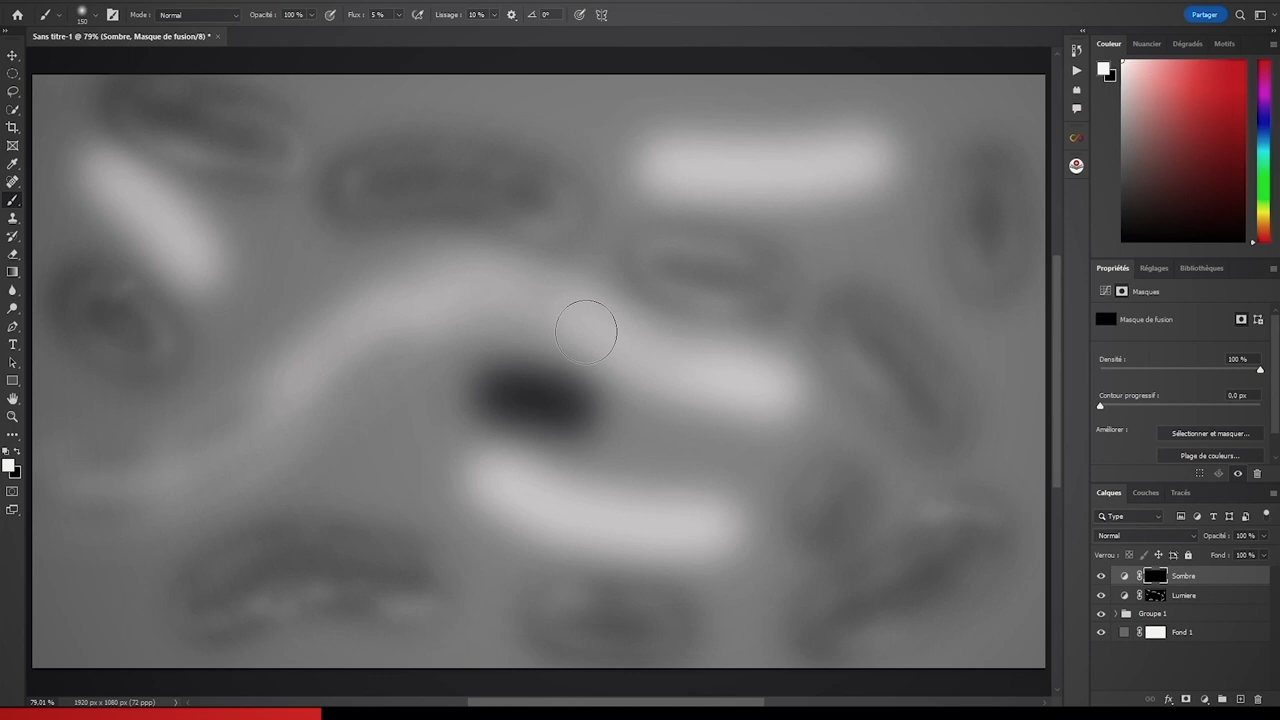 150
Mode : Normal Opacité : 100 % Flux : 5 % Lissage : 10 % 0° Partager
Sans titre-1 @ 79% (Sombre, Masque de fusion/8) * ×
Couleur Nuancier Dégradés Motifs
Propriétés Réglages Bibliothèques
Masques
Masque de fusion
Densité : 100 %
Contour progressif : 0,0 px
Améliorer : Sélectionner et masquer...
Plage de couleurs...
Calques Couches Tracés
Type
Normal Opacité : 100 %
Verrou : Fond : 100 %
Sombre
Lumiere
Groupe 1
Fond 1
79,01 % 1920 px x 1080 px (72 ppp)